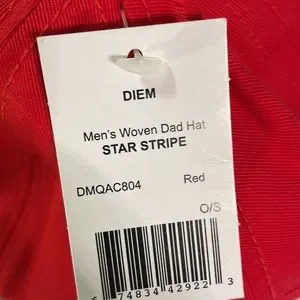 DIEM
Men's Woven Dad Hat
STAR STRIPE
DMQAC804 Red
O/S
6 74834 42922 3